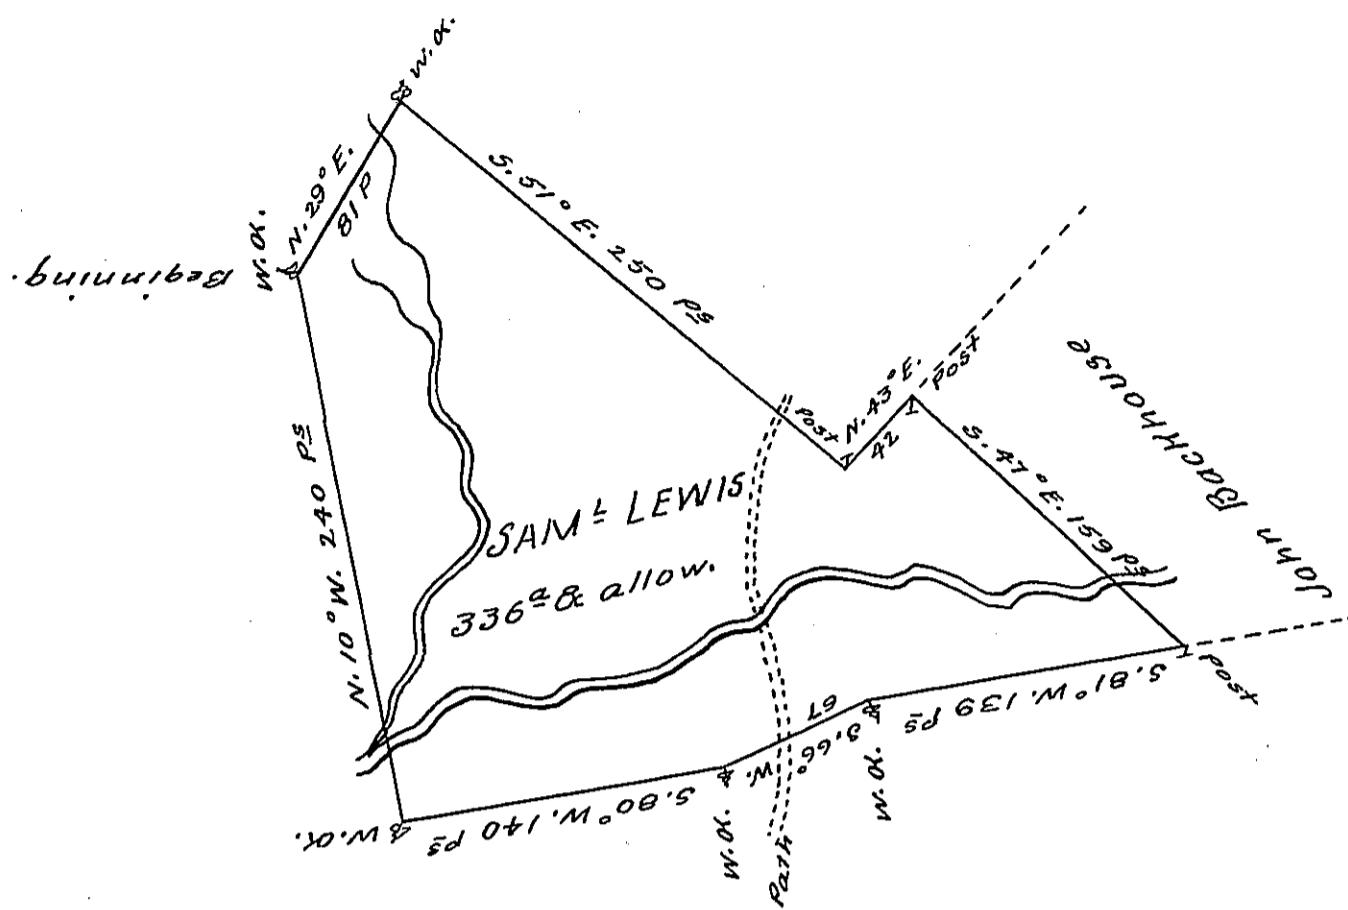 Beginning.
W.O.
N. 29° E.
81 P
W.O.
S. 51° E. 250 Ps
Post
N. 43° E.
42
Post
S. 47° E. 159 Ps
John Backhouse
Post
S. 81° W. 139 Ps
W.O.
S. 66° W.
67
W.O.
Path
S. 80° W. 140 Ps
W.O.
N. 10° W. 240 Ps
SAML LEWIS
336a & allow.